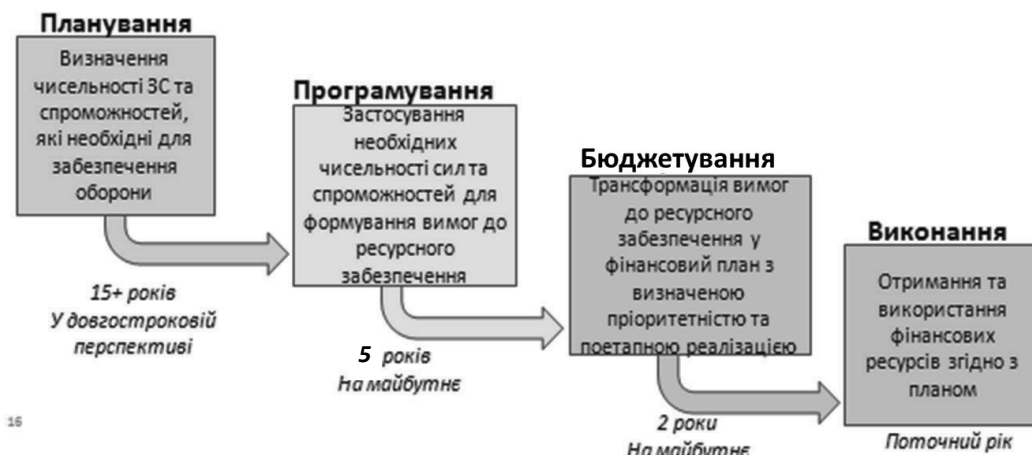 Планування
Визначення
чисельності ЗС та
спроможностей,
які необхідні для
забезпечення
оборони
15+ років
У довгостроковій
перспективі
Програмування
Застосування
необхідних
чисельності сил та
спроможностей для
формування вимог до
ресурсного
забезпечення
5 років
На майбутнє
Бюджетування
Трансформація вимог
до ресурсного
забезпечення у
фінансовий план з
визначеною
пріоритетністю та
поетапною реалізацією
2 роки
На майбутнє
Виконання
Отримання та
використання
фінансових
ресурсів згідно з
планом
Поточний рік
16